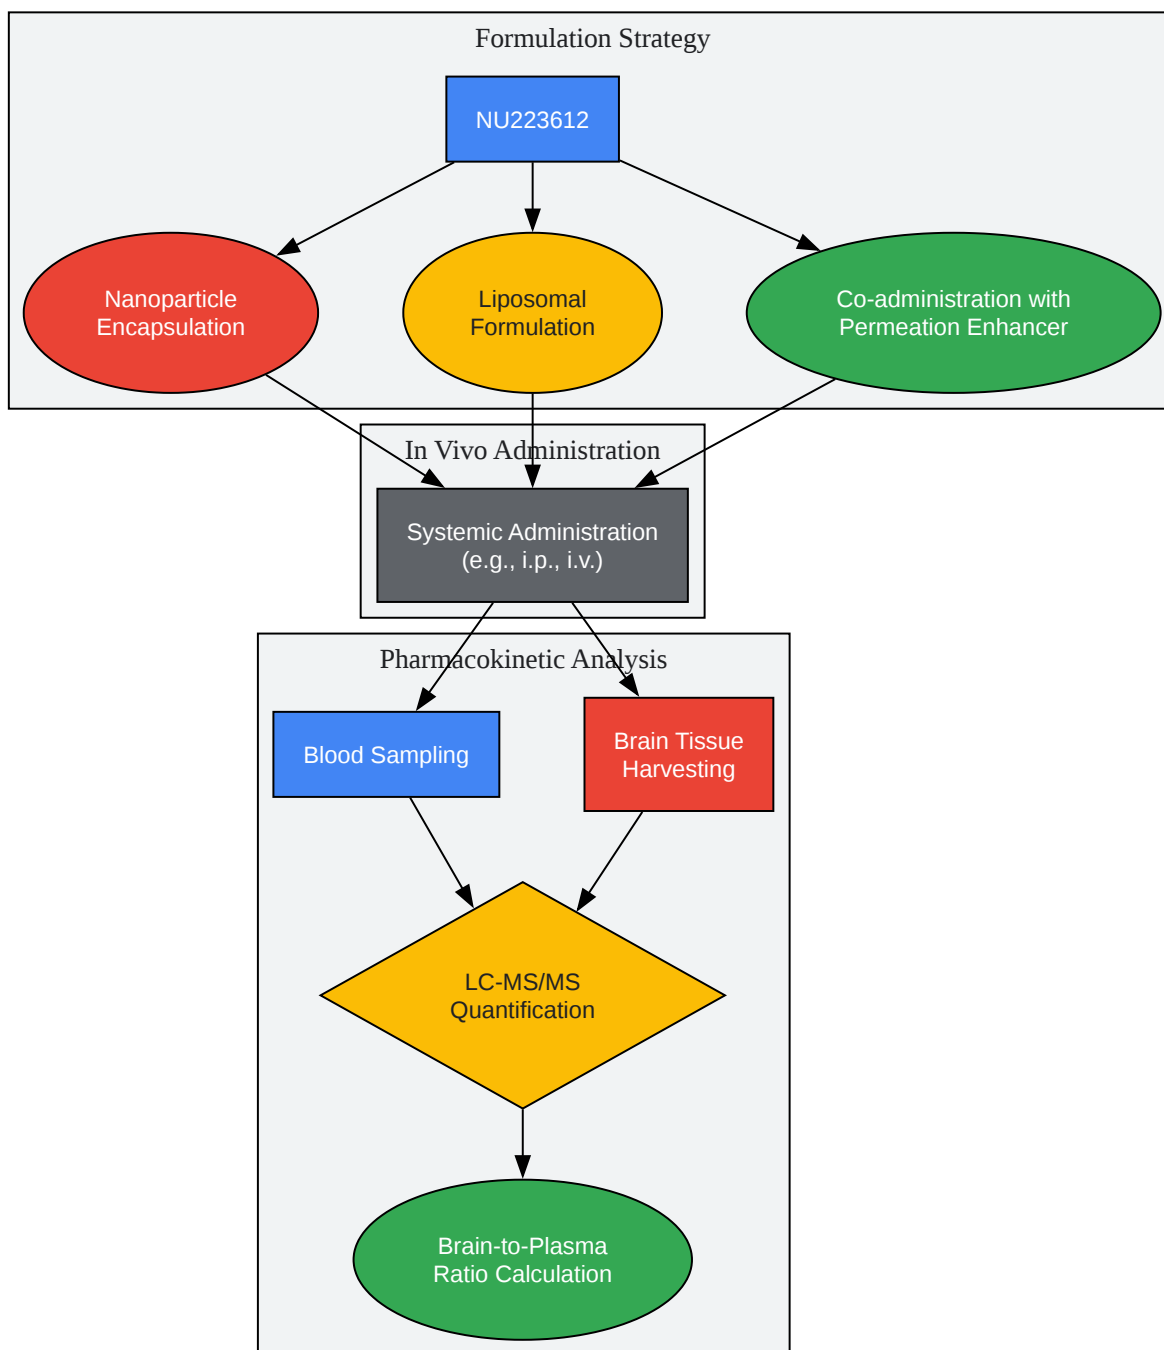 Formulation Strategy
NU223612
Nanoparticle
Encapsulation
Liposomal
Formulation
Co-administration with
Permeation Enhancer
In Vivo Administration
Systemic Administration
(e.g., i.p., i.v.)
Pharmacokinetic Analysis
Blood Sampling
Brain Tissue
Harvesting
LC-MS/MS
Quantification
Brain-to-Plasma
Ratio Calculation